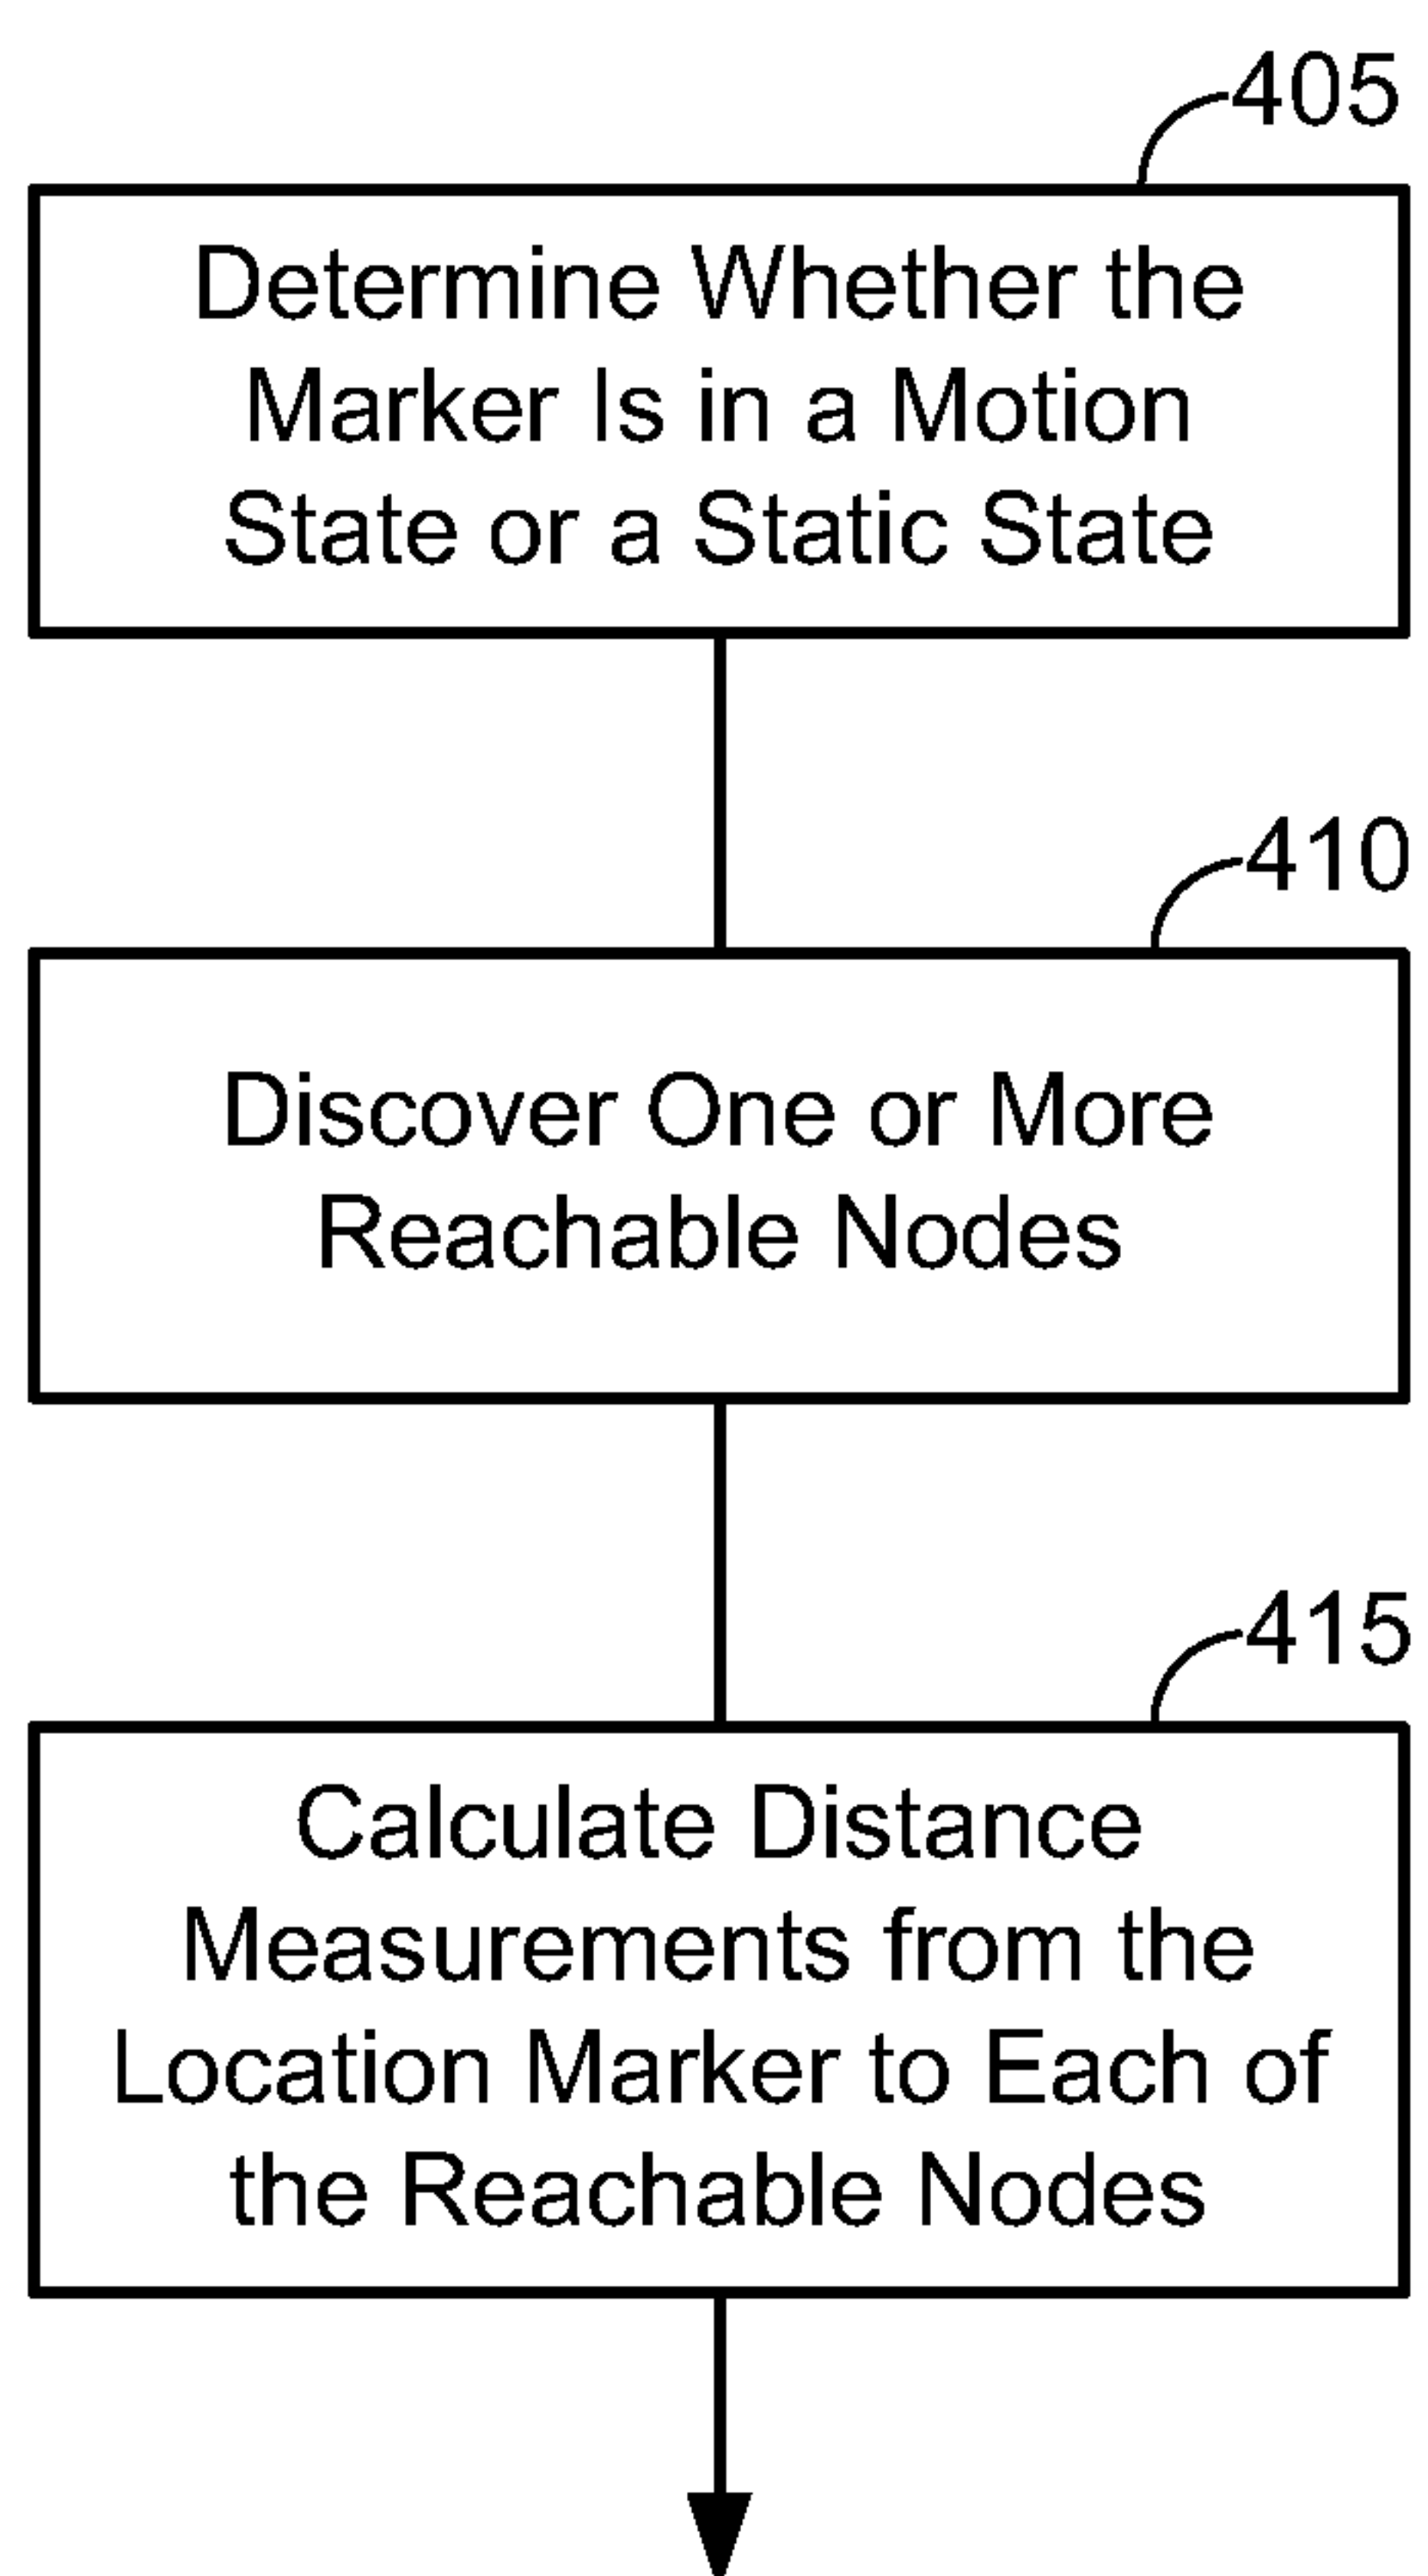 405
Determine Whether the
Marker Is in a Motion
State or a Static State
410
Discover One or More
Reachable Nodes
415
Calculate Distance
Measurements from the
Location Marker to Each of
the Reachable Nodes